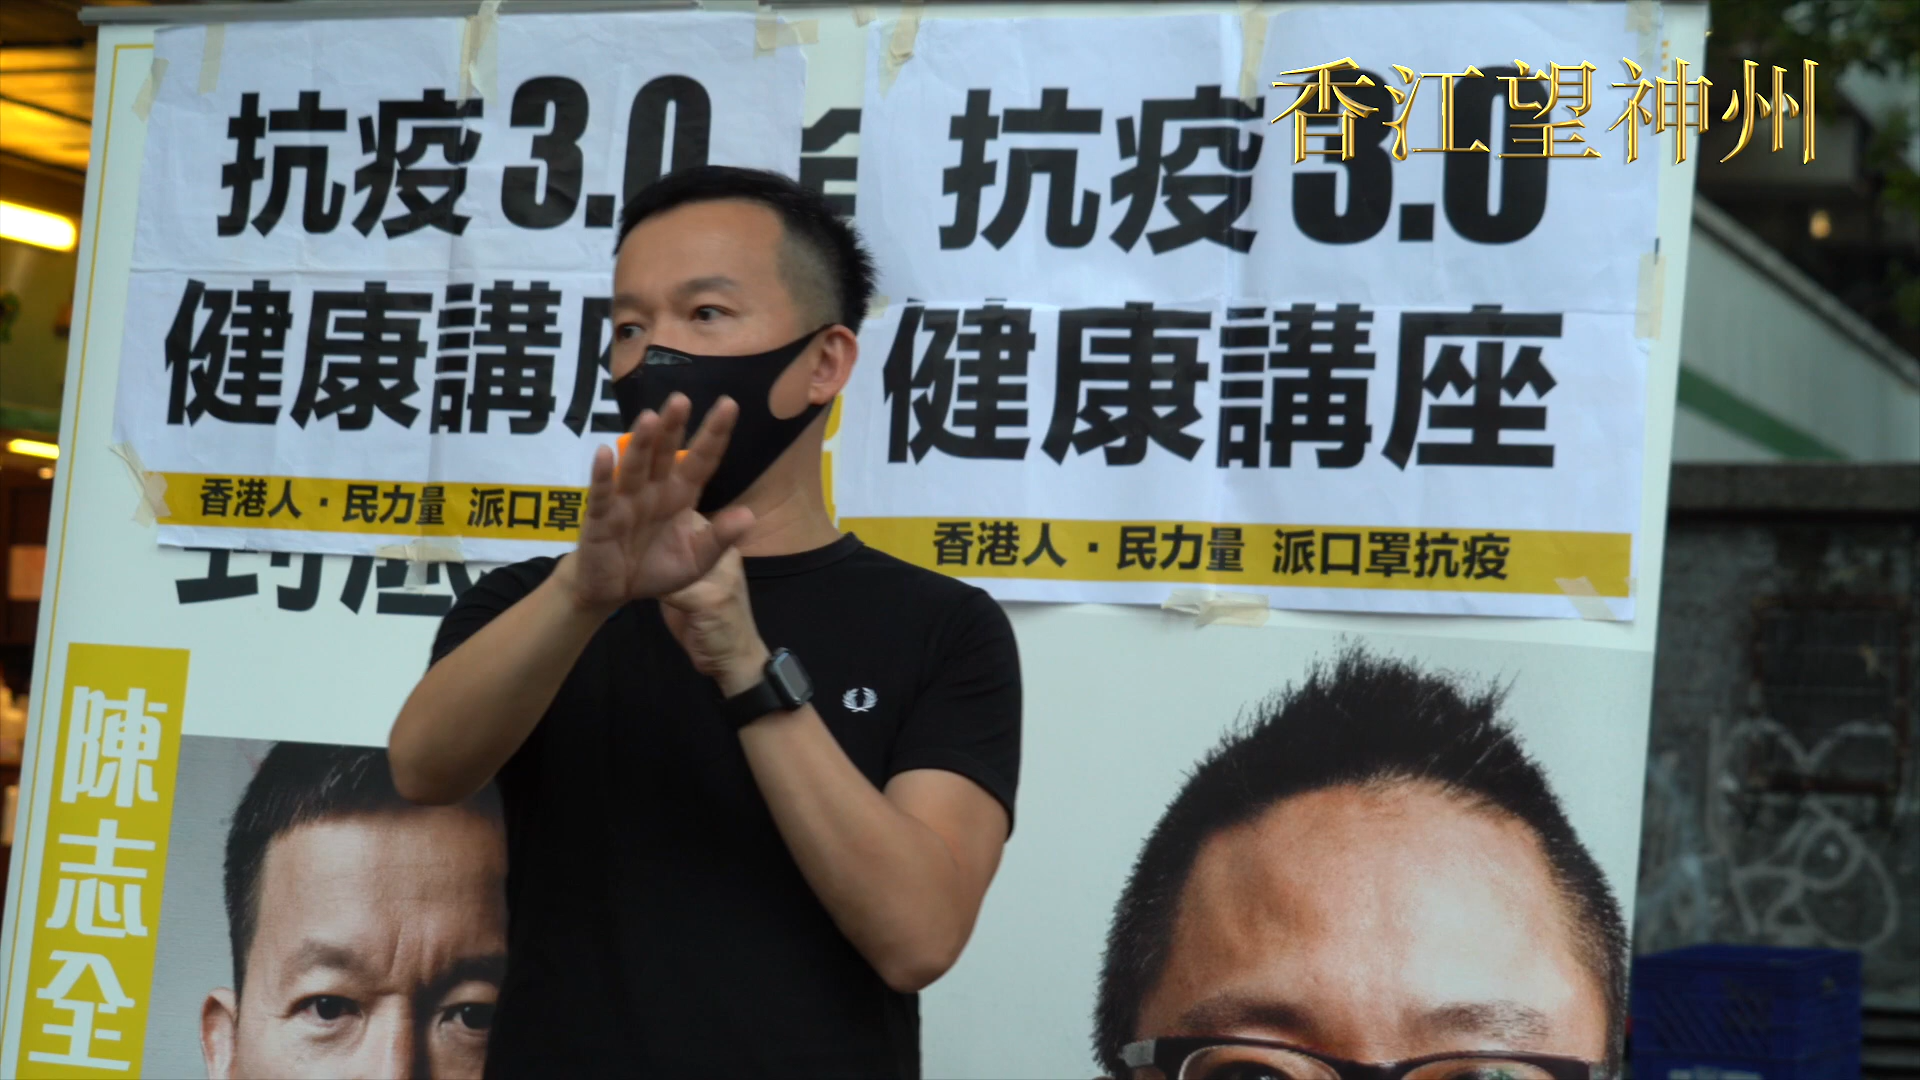 香江望神州
抗疫3.0
健康講座
香港人·民力量 派口罩
抗疫3.0
健康講座
香港人·民力量 派口罩抗疫
陳志全